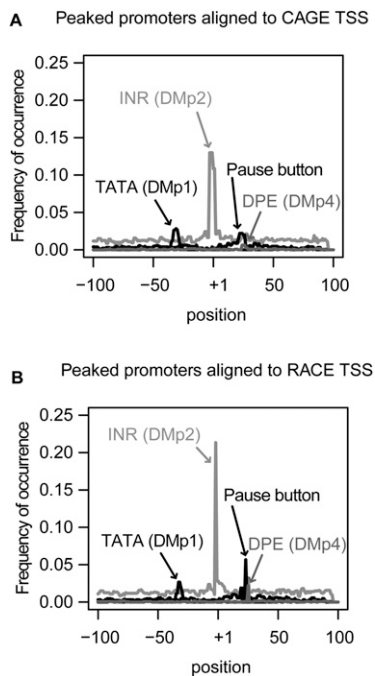 A
Peaked promoters aligned to CAGE TSS
Frequency of occurrence
0.25
0.20
0.15
0.10
0.05
0.00
INR (DMp2)
TATA (DMp1)
Pause button
DPE (DMp4)
−100 −50 +1 50 100
position
B
Peaked promoters aligned to RACE TSS
Frequency of occurrence
0.25
0.20
0.15
0.10
0.05
0.00
INR (DMp2)
Pause button
TATA (DMp1)
DPE (DMp4)
−100 −50 +1 50 100
position